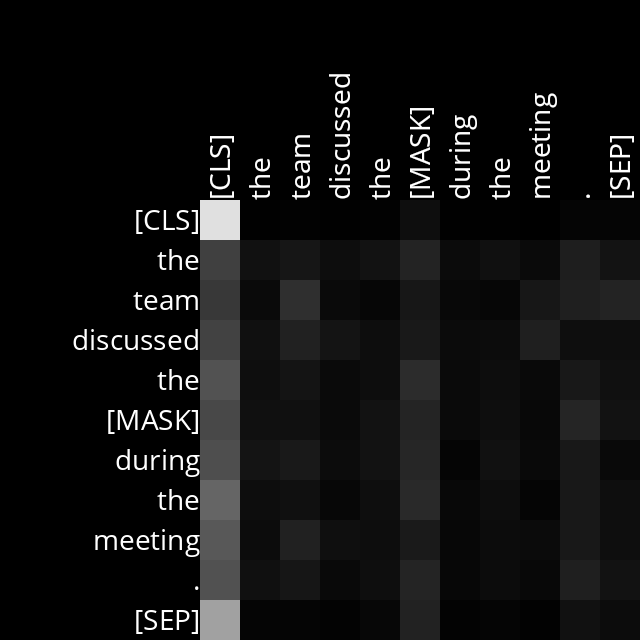 [CLS] the team discussed the [MASK] during the meeting . [SEP]
[CLS]
the
team
discussed
the
[MASK]
during
the
meeting
.
[SEP]